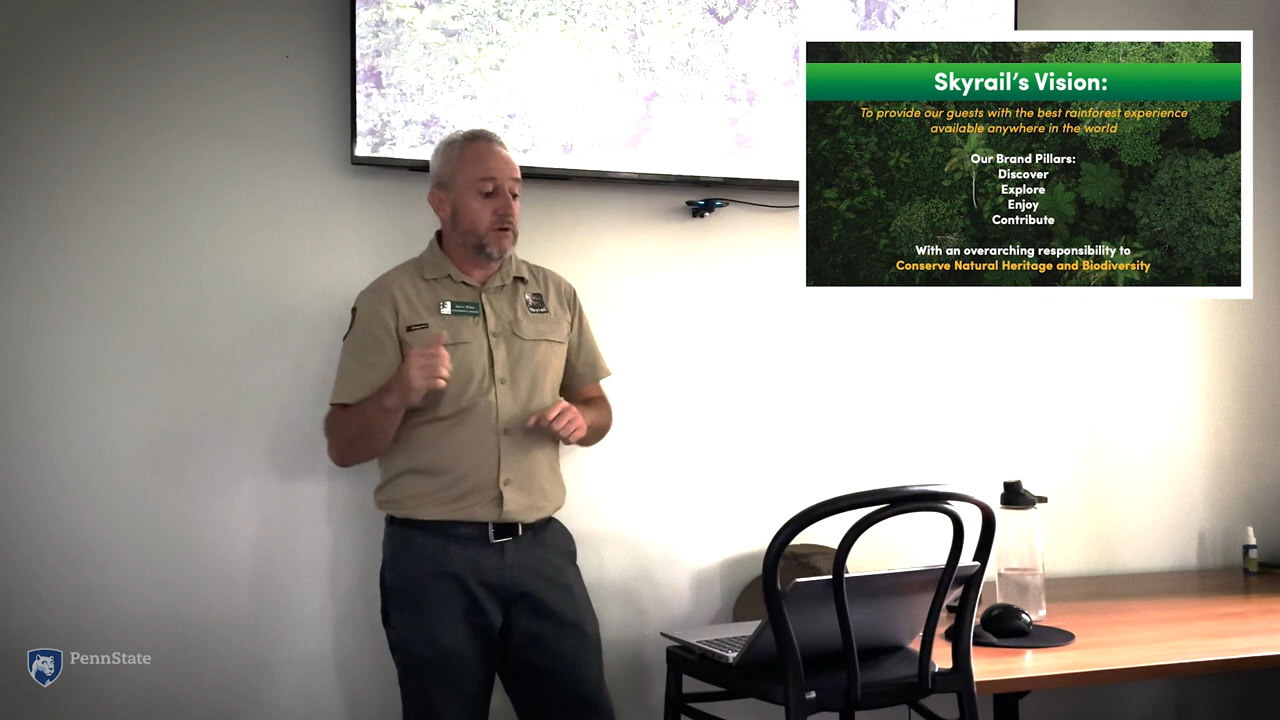 Skyrail's Vision:
To provide our guests with the best rainforest experience
available anywhere in the world
Our Brand Pillars:
Discover
Explore
Enjoy
Contribute
With an overarching responsibility to
Conserve Natural Heritage and Biodiversity
Skyrail
PennState